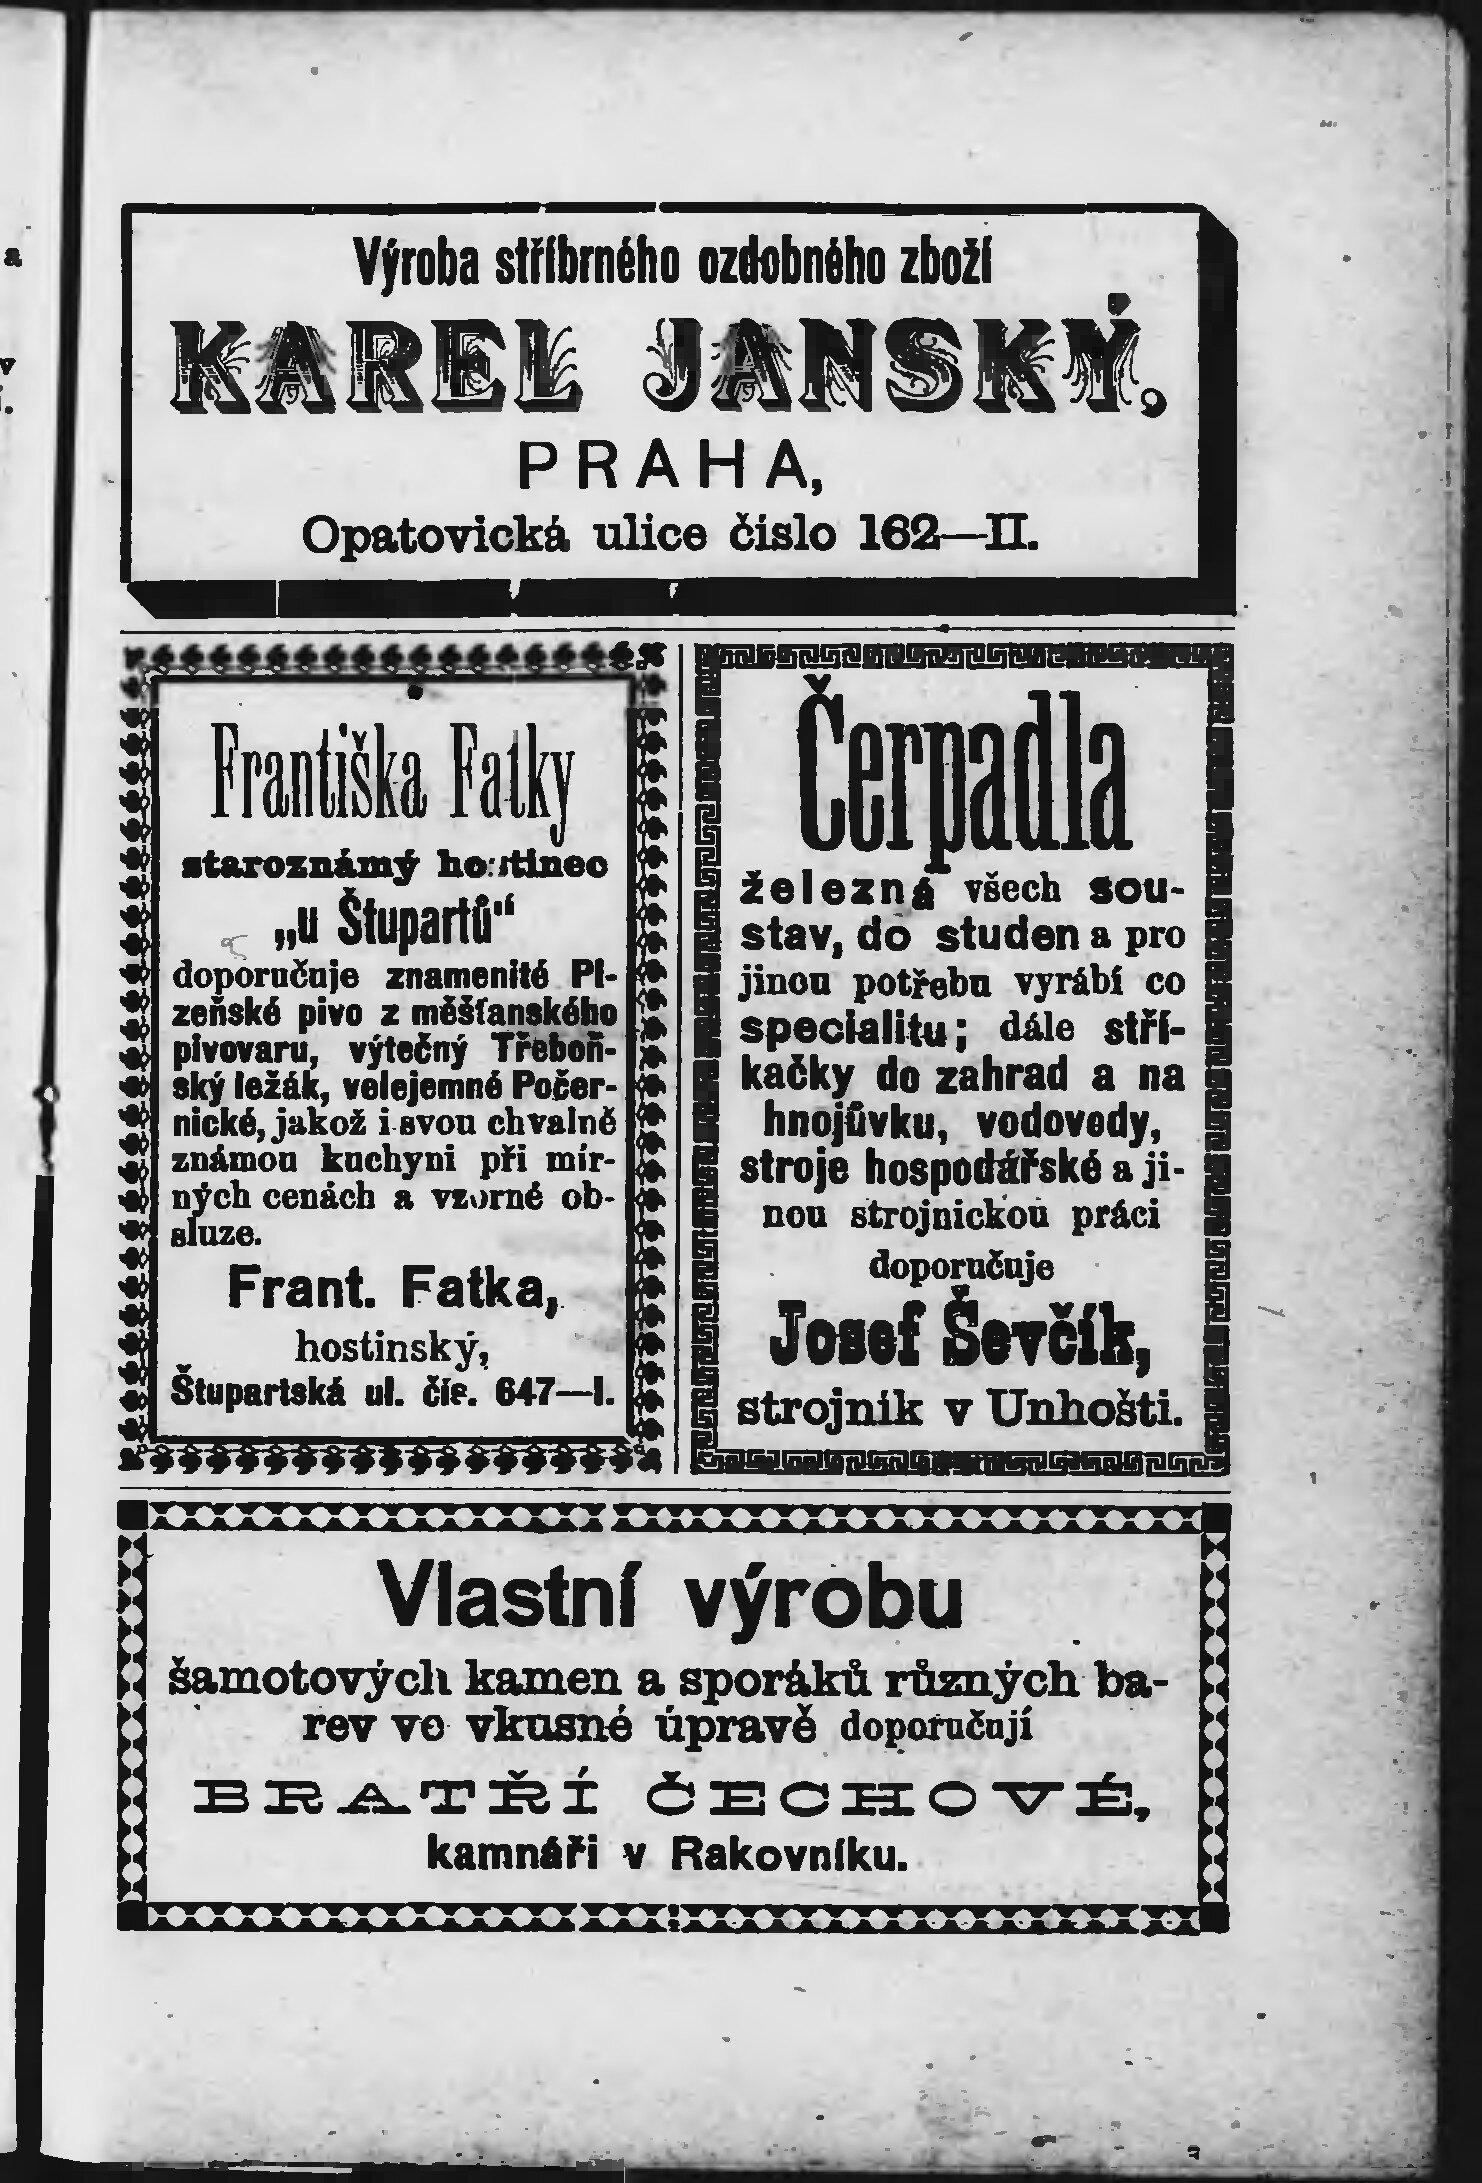 Výroba stříbrného ozdobného zboží
KAREL JANSKÝ,
PRAHA,
Opatovická ulice číslo 162—II.
Františka Fatky
staroznámý hostinec
„u Štupartů“
doporučuje znamenité Pl-
zeňské pivo z měšťanského
pivovaru, výtečný Třeboň-
ský ležák, velejemné Počer-
nické, jakož i svou chvalně
známou kuchyni při mír-
ných cenách a vzorné ob-
sluze.
Frant. Fatka,
hostinský,
Štupartská ul. čís. 647—I.
Čerpadla
železná všech sou-
stav, do studen a pro
jinou potřebu vyrábí co
specialitu; dále stří-
kačky do zahrad a na
hnojůvku, vodovody,
stroje hospodářské a ji-
nou strojnickou práci
doporučuje
Josef Ševčík,
strojník v Unhošti.
Vlastní výrobu
šamotových kamen a sporáků různých ba-
rev ve vkusné úpravě doporučují
BRATŘÍ ČECHOVÉ,
kamnáři v Rakovníku.